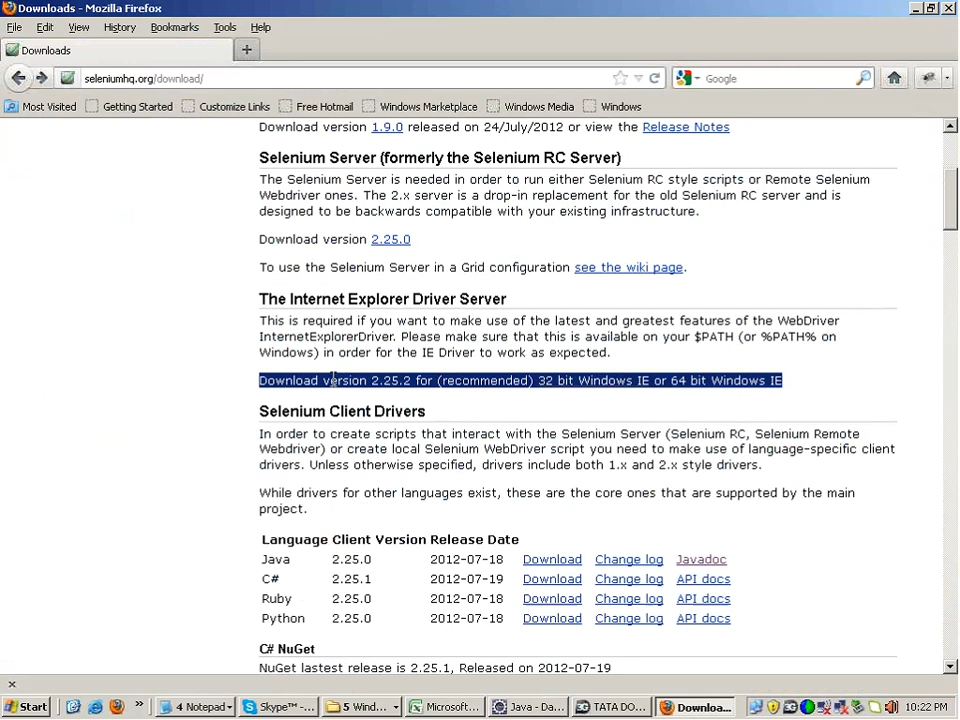 Downloads - Mozilla Firefox
File Edit View History Bookmarks Tools Help
Downloads
seleniumhq.org/download/
Google
Most Visited Getting Started Customize Links Free Hotmail Windows Marketplace Windows Media Windows
Download version 1.9.0 released on 24/July/2012 or view the Release Notes
Selenium Server (formerly the Selenium RC Server)
The Selenium Server is needed in order to run either Selenium RC style scripts or Remote Selenium
Webdriver ones. The 2.x server is a drop-in replacement for the old Selenium RC server and is
designed to be backwards compatible with your existing infrastructure.
Download version 2.25.0
To use the Selenium Server in a Grid configuration see the wiki page.
The Internet Explorer Driver Server
This is required if you want to make use of the latest and greatest features of the WebDriver
InternetExplorerDriver. Please make sure that this is available on your $PATH (or %PATH% on
Windows) in order for the IE Driver to work as expected.
Download version 2.25.2 for (recommended) 32 bit Windows IE or 64 bit Windows IE
Selenium Client Drivers
In order to create scripts that interact with the Selenium Server (Selenium RC, Selenium Remote
Webdriver) or create local Selenium WebDriver script you need to make use of language-specific client
drivers. Unless otherwise specified, drivers include both 1.x and 2.x style drivers.
While drivers for other languages exist, these are the core ones that are supported by the main
project.
Language Client Version Release Date
Java 2.25.0 2012-07-18 Download Change log Javadoc
C# 2.25.1 2012-07-19 Download Change log API docs
Ruby 2.25.0 2012-07-18 Download Change log API docs
Python 2.25.0 2012-07-18 Download Change log API docs
C# NuGet
NuGet lastest release is 2.25.1, Released on 2012-07-19
Start 4 Notepad Skype™ -... 5 Wind... Microsoft... Java - Da... TATA DO... Downloa... 10:22 PM